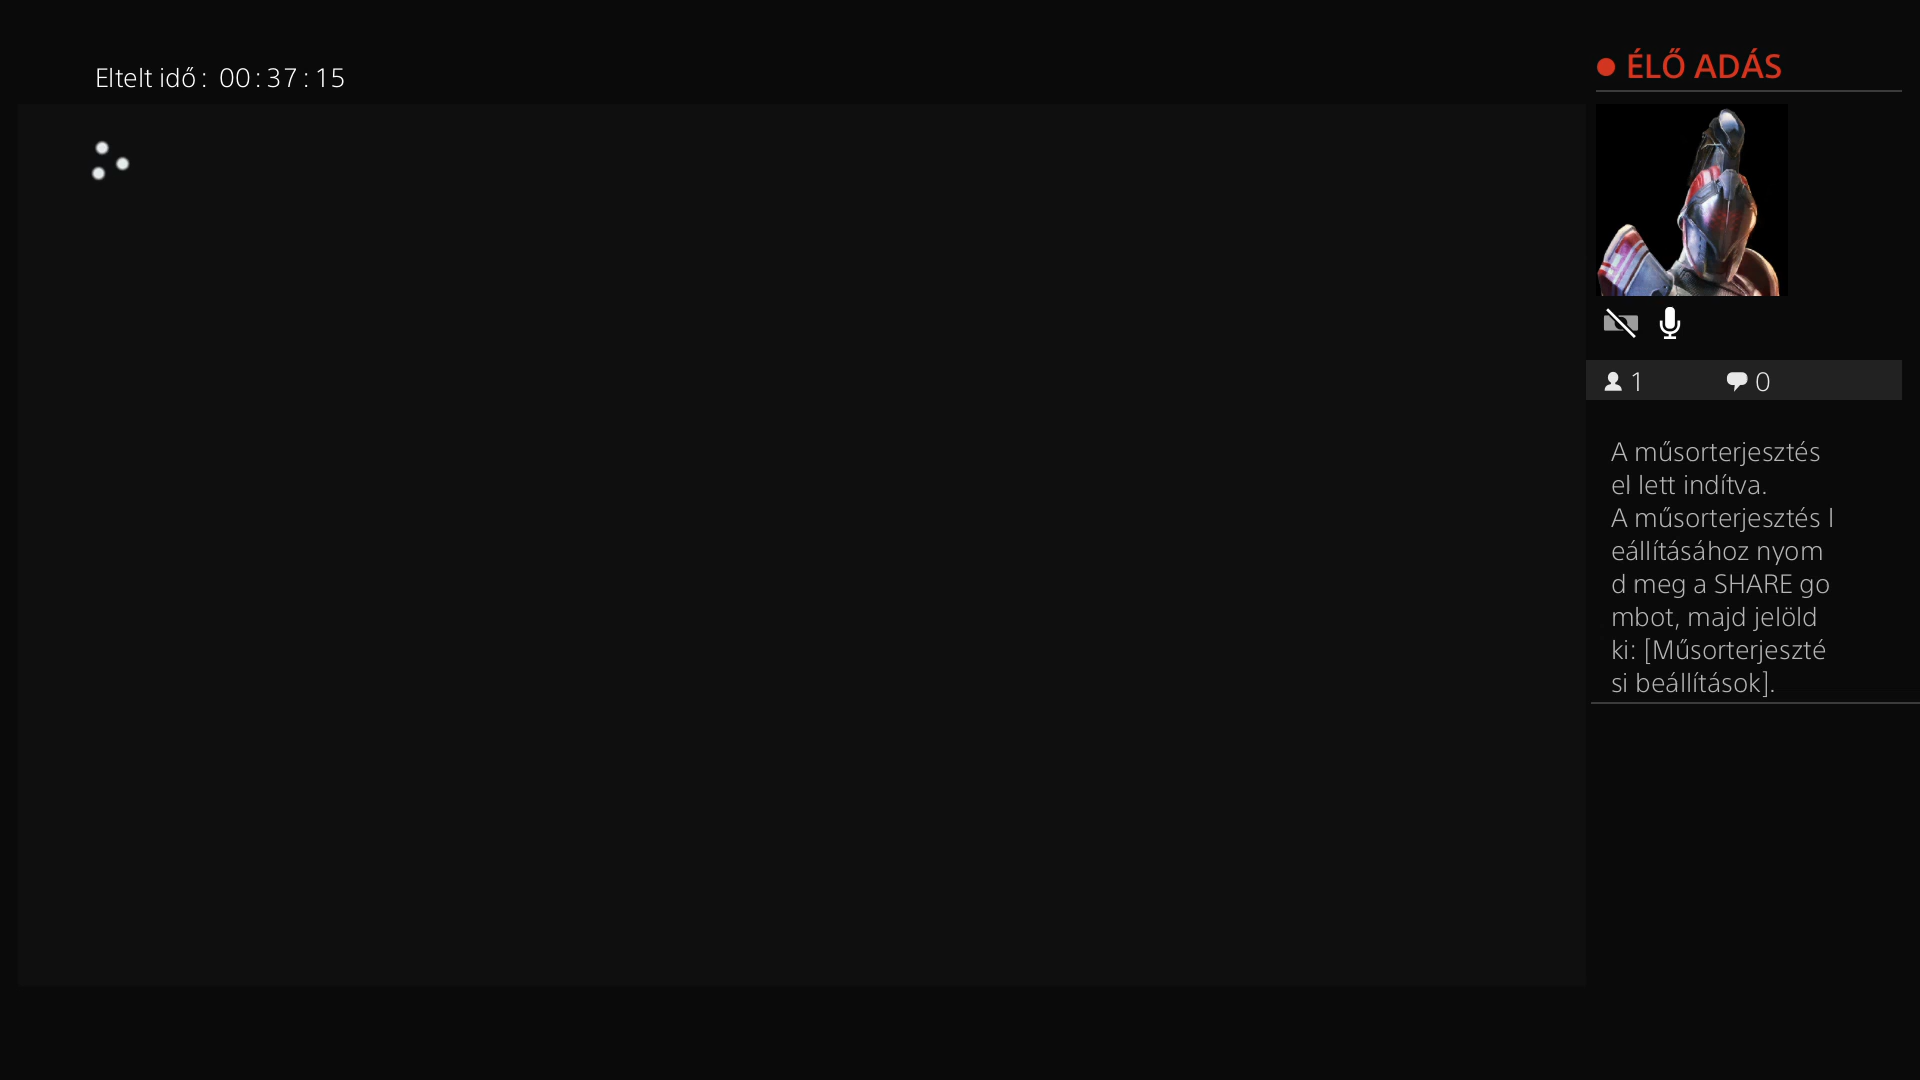 Eltelt idő: 00:37:15
ÉLŐ ADÁS
1 0
A műsorterjesztés
el lett indítva.
A műsorterjesztés l
eállításához nyom
d meg a SHARE go
mbot, majd jelöld
ki: [Műsorterjeszté
si beállítások].